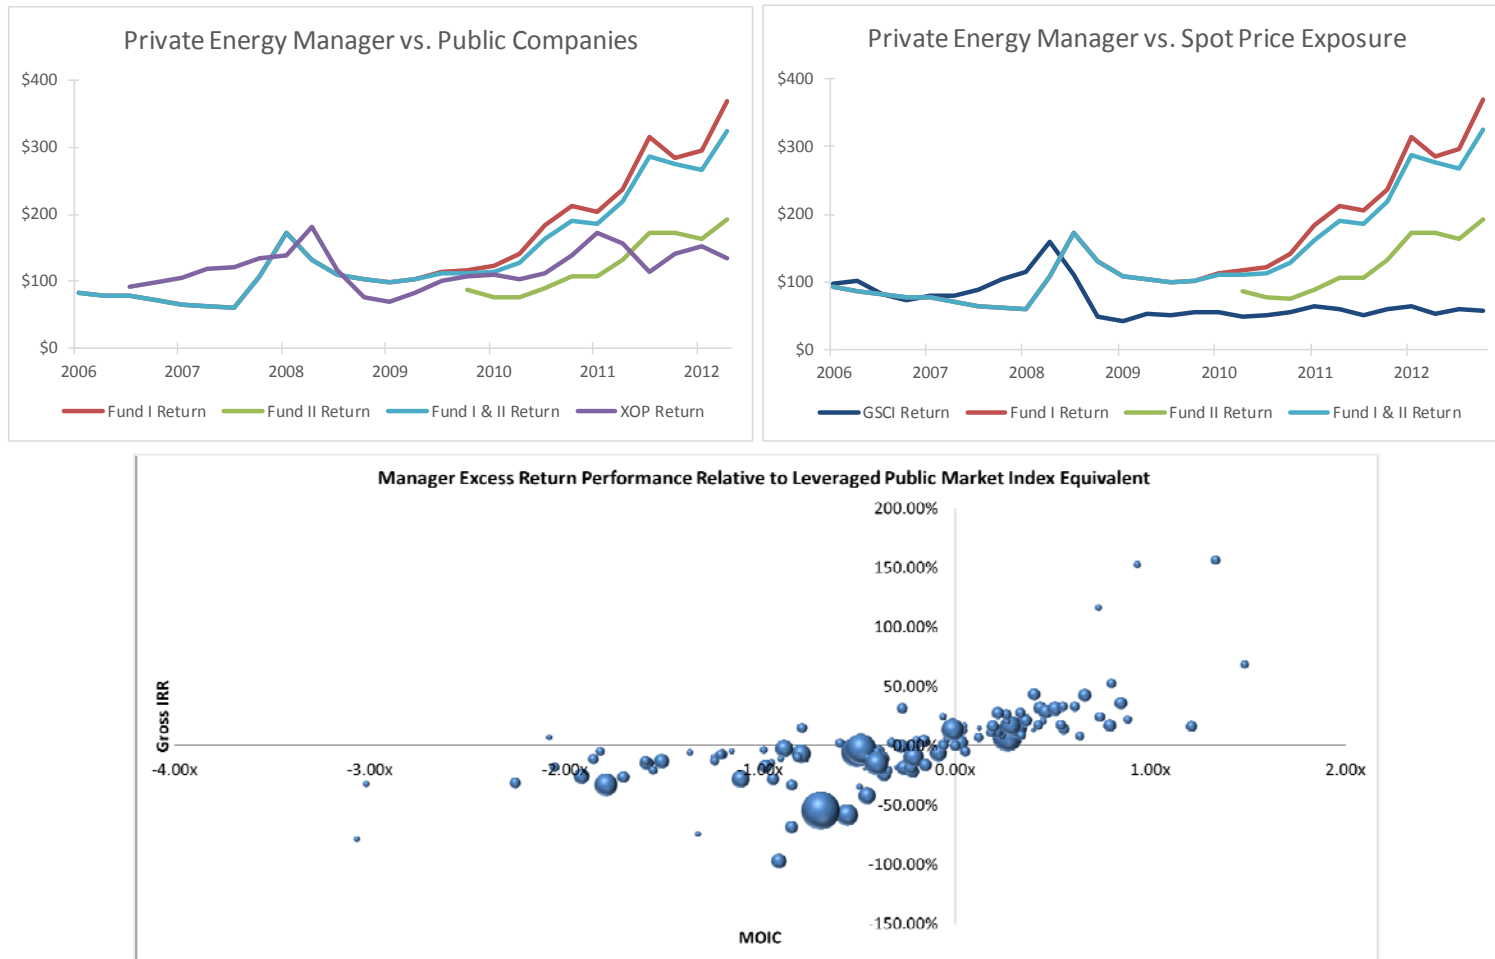 Private Energy Manager vs. Public Companies
$400
$300
$200
$100
$0
2006 2007 2008 2009 2010 2011 2012
Fund I Return Fund II Return Fund I & II Return XOP Return
Private Energy Manager vs. Spot Price Exposure
$400
$300
$200
$100
$0
2006 2007 2008 2009 2010 2011 2012
GSCI Return Fund I Return Fund II Return Fund I & II Return
Manager Excess Return Performance Relative to Leveraged Public Market Index Equivalent
200.00%
150.00%
100.00%
50.00%
0.00%
Gross IRR
-4.00x -3.00x -2.00x -1.00x 0.00x 1.00x 2.00x
-50.00%
-100.00%
-150.00%
MOIC